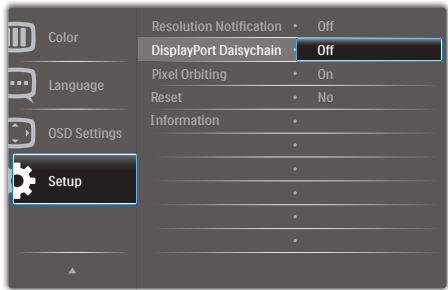 Color
Language
OSD Settings
Setup
Resolution Notification • Off
DisplayPort Daisychain • Off
Pixel Orbiting • On
Reset • No
Information •
•
•
•
•
•